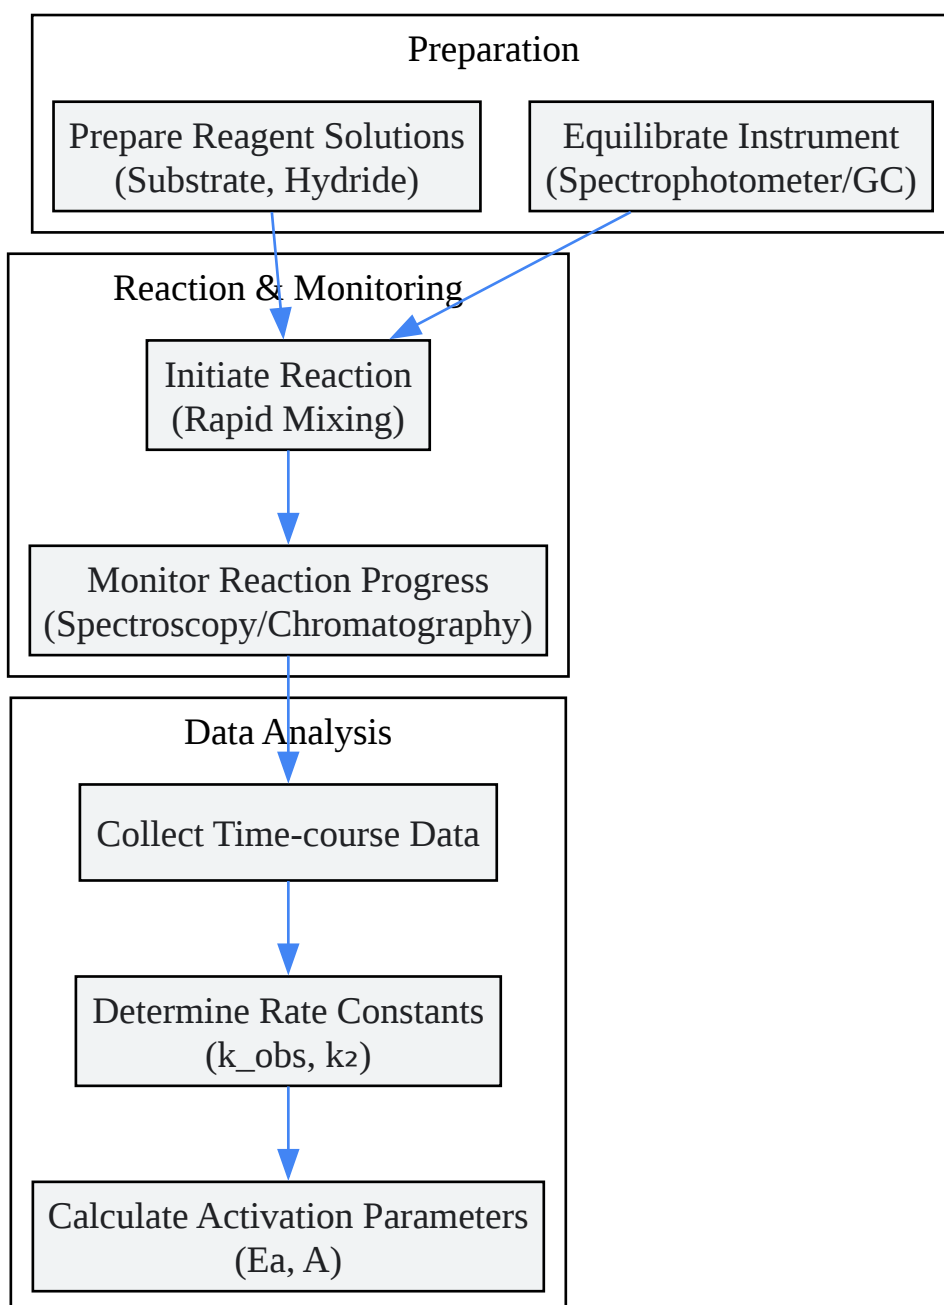 Preparation
Prepare Reagent Solutions
(Substrate, Hydride)
Equilibrate Instrument
(Spectrophotometer/GC)
Reaction & Monitoring
Initiate Reaction
(Rapid Mixing)
Monitor Reaction Progress
(Spectroscopy/Chromatography)
Data Analysis
Collect Time-course Data
Determine Rate Constants
(k_obs, k₂)
Calculate Activation Parameters
(Ea, A)